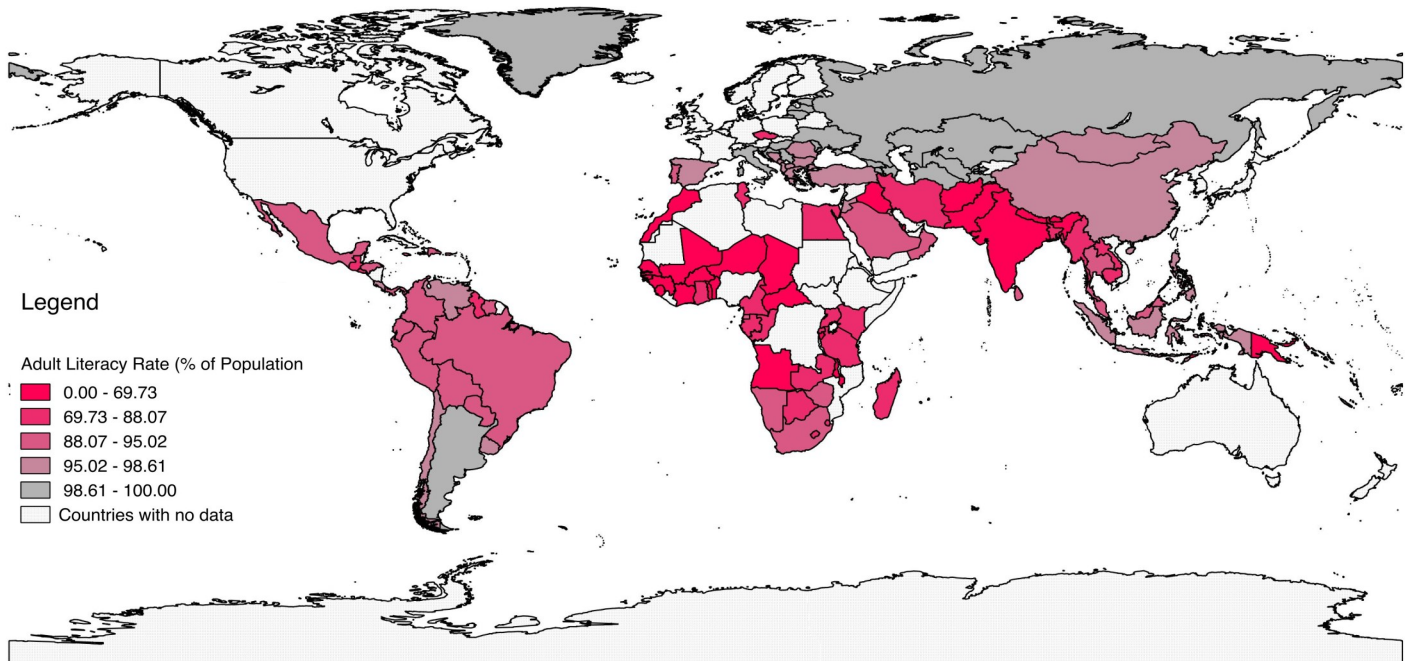 Legend
Adult Literacy Rate (% of Population
0.00 - 69.73
69.73 - 88.07
88.07 - 95.02
95.02 - 98.61
98.61 - 100.00
Countries with no data